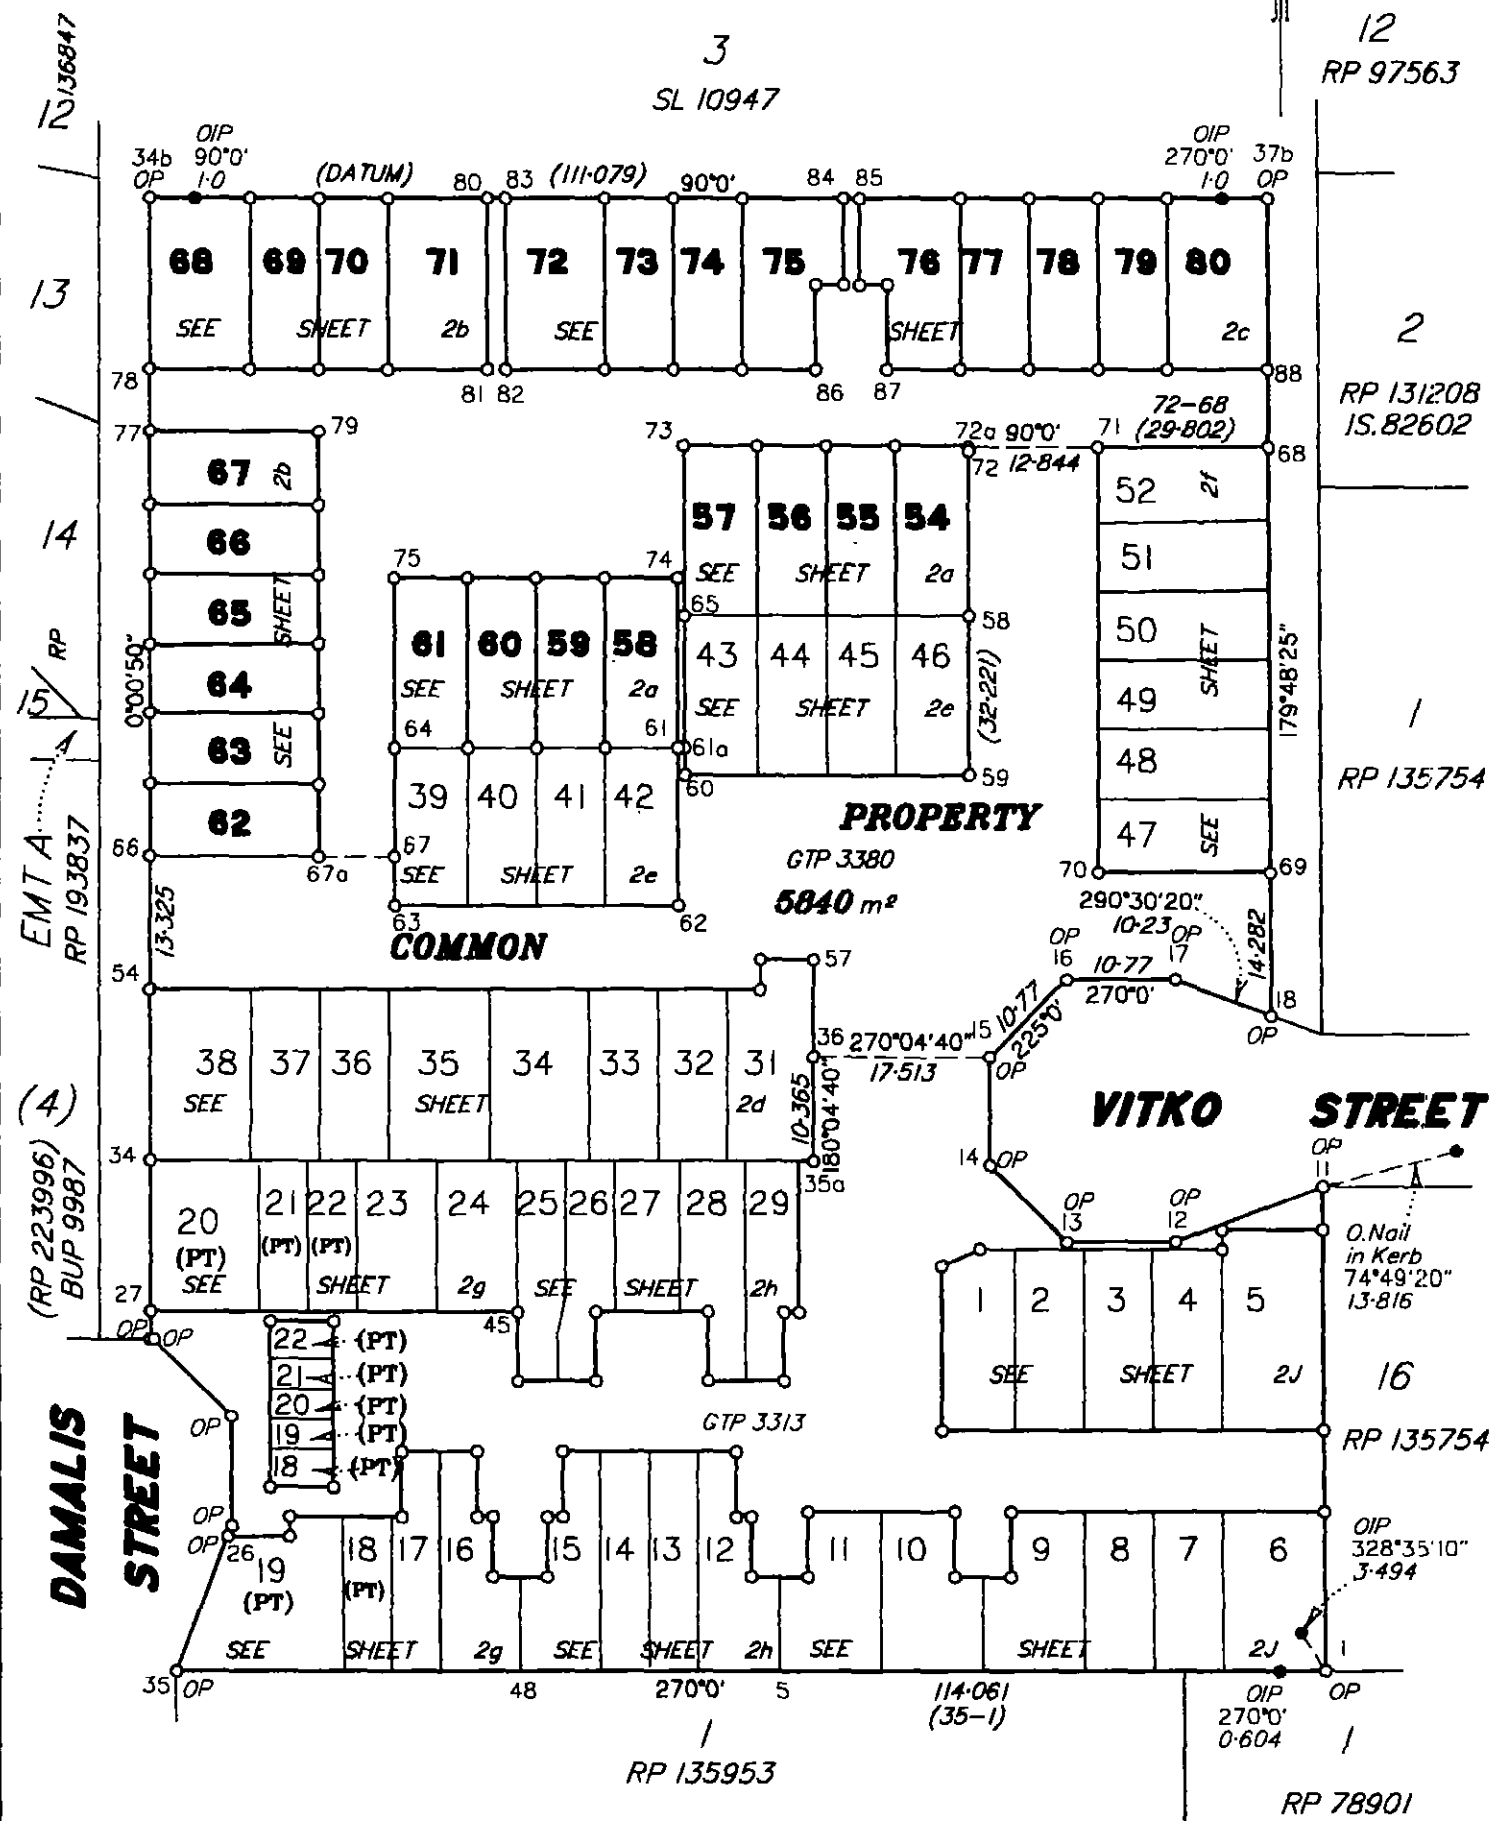 12
136847
3
SL 10947
12
RP 97563
OIP
34b 90°0'
OP 1·0
(DATUM)
80 83 (111·079) 90°0' 84 85
OIP
270°0' 37b
1·0 OP
68 69 70 71 72 73 74 75 76 77 78 79 80
SEE SHEET 2b SEE SHEET 2c
13
2
RP 131208
IS.82602
78 81 82 86 87 88
72-68
(29·802)
77 79 73 72a 90°0' 71 68
72 12·844
67 2b
66
65 SHEET
64
63 SEE
62
14
15 RP
0°00'50"
EMT A
RP 193837
57 56 55 54
SEE SHEET 2a
75 74
65 58
61 60 59 58
SEE SHEET 2a
43 44 45 46
SEE SHEET 2e
(32·221)
64 61 61a
60 59
39 40 41 42
67
SEE SHEET 2e
63 62
52 2f
51
50 SHEET
49
48
47 SEE
70 69
179°48'25"
1
RP 135754
66 67a
13·325
54
COMMON
PROPERTY
GTP 3380
5840 m²
290°30'20"
10·23
OP 16 OP 17
10·77
270°0'
14·282
18
OP
57
36 270°04'40" 15
17·513 OP
10·77
225°0'
10·365
180°04'40"
38 37 36 35 34 33 32 31
SEE SHEET 2d
VITKO STREET
(4)
(RP 223996)
BUP 9987
34 35a
14 OP
OP 13
OP 12
OP 11
20 21 22 23 24 25 26 27 28 29
(PT) (PT) (PT)
SEE SHEET 2g SEE SHEET 2h
27
OP OP
45
O.Nail
in Kerb
74°49'20"
13·816
1 2 3 4 5
SEE SHEET 2J
16
RP 135754
22 (PT)
21 (PT)
20 (PT)
19 (PT)
18 (PT)
GTP 3313
OP
OP
OP 26
DAMALIS
STREET
19 18 17 16 15 14 13 12 11 10 9 8 7 6
(PT) (PT)
SEE SHEET 2g SEE SHEET 2h SEE SHEET 2J
OIP
328°35'10"
3·494
35 OP 48 270°0' 5 114·061
(35-1)
OIP
270°0'
0·604
1
OP
1
RP 135953
1
RP 78901